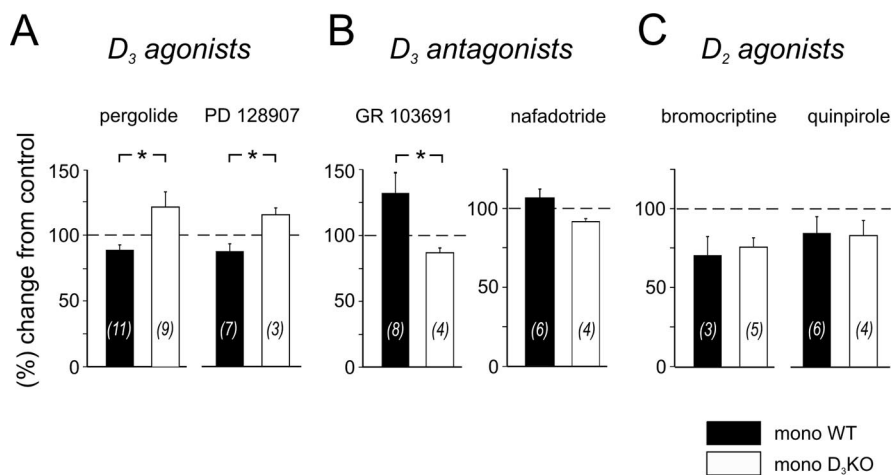 A D3 agonists B D3 antagonists C D2 agonists
pergolide PD 128907 GR 103691 nafadotride bromocriptine quinpirole
(%) change from control
150
100
50
0
* *
(11) (9) (7) (3)
150
100
50
0
*
(8) (4)
100
50
0
(6) (4)
100
50
0
(3) (5) (6) (4)
mono WT
mono D3KO